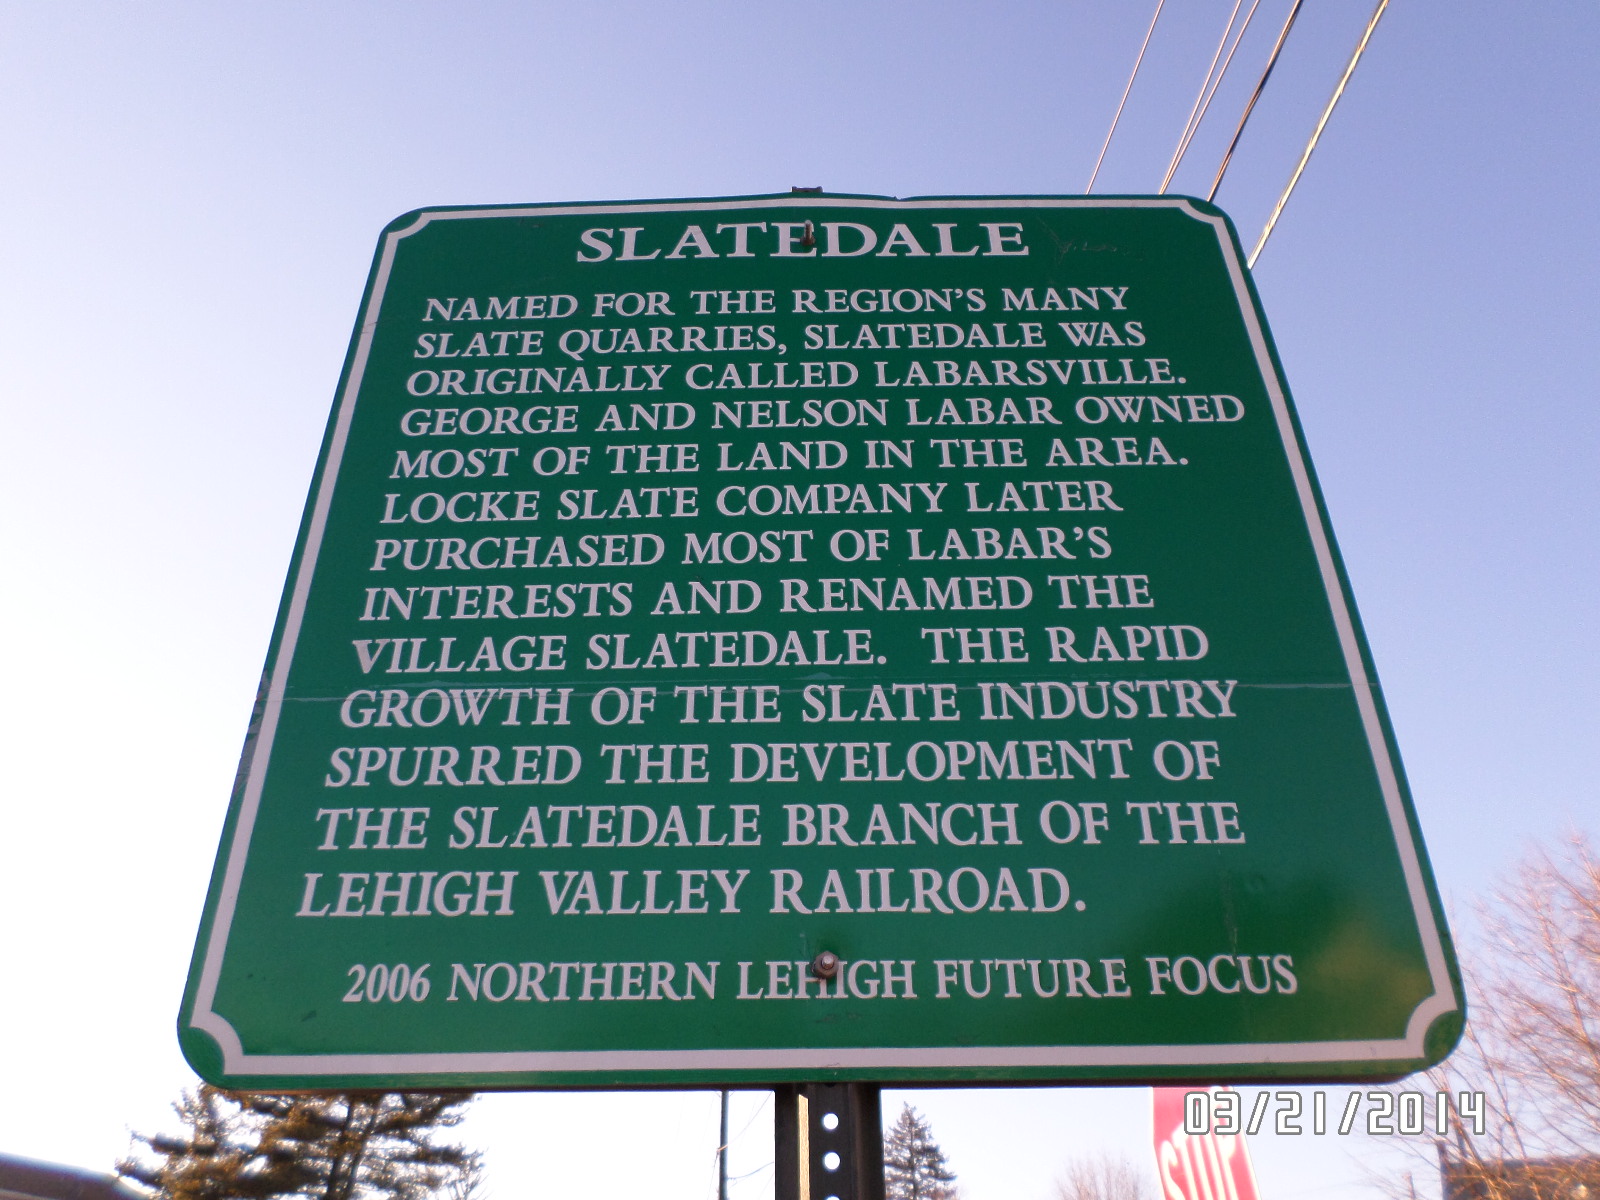 SLATEDALE
NAMED FOR THE REGION'S MANY
SLATE QUARRIES, SLATEDALE WAS
ORIGINALLY CALLED LABARSVILLE.
GEORGE AND NELSON LABAR OWNED
MOST OF THE LAND IN THE AREA.
LOCKE SLATE COMPANY LATER
PURCHASED MOST OF LABAR'S
INTERESTS AND RENAMED THE
VILLAGE SLATEDALE. THE RAPID
GROWTH OF THE SLATE INDUSTRY
SPURRED THE DEVELOPMENT OF
THE SLATEDALE BRANCH OF THE
LEHIGH VALLEY RAILROAD.
2006 NORTHERN LEHIGH FUTURE FOCUS
03/21/2014
STOP